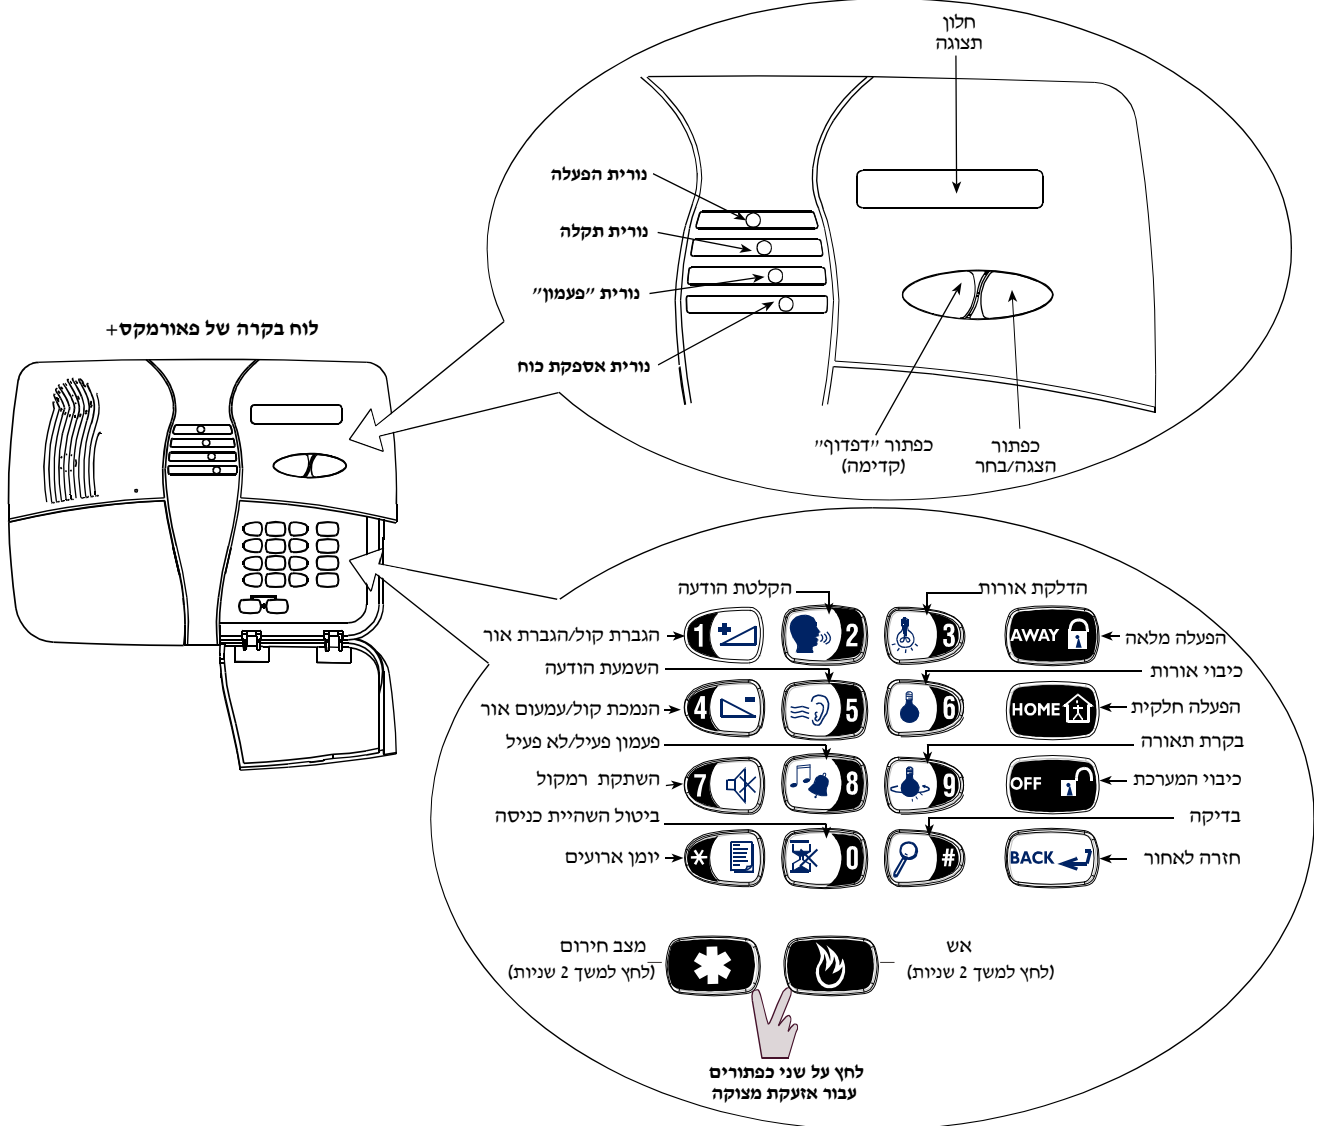 חלון
תצוגה
נורית הפעלה
נורית תקלה
נורית "פעמון"
נורית אספקת כוח
כפתור "דפדוף"
(קדימה)
כפתור
הצגה/בחר
לוח בקרה של פאורמקס+
הקלטת הודעה
הדלקת אורות
הגברת קול/הגברת אור
1
2
3
AWAY
הפעלה מלאה
השמעת הודעה
כיבוי אורות
הנמכת קול/עמעום אור
4
5
6
HOME
הפעלה חלקית
פעמון פעיל/לא פעיל
בקרת תאורה
השתקת רמקול
7
8
9
OFF
כיבוי המערכת
ביטול השהיית כניסה
בדיקה
יומן ארועים
*
0
#
BACK
חזרה לאחור
מצב חירום
(לחץ למשך 2 שניות)
אש
(לחץ למשך 2 שניות)
לחץ על שני כפתורים
עבור אזעקת מצוקה